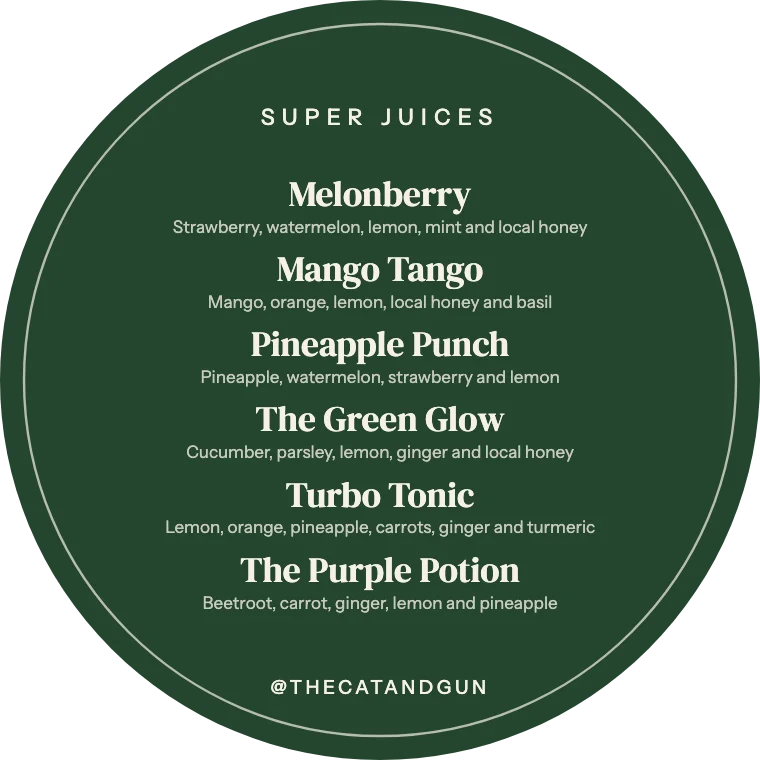 SUPER JUICES
Melonberry
Strawberry, watermelon, lemon, mint and local honey
Mango Tango
Mango, orange, lemon, local honey and basil
Pineapple Punch
Pineapple, watermelon, strawberry and lemon
The Green Glow
Cucumber, parsley, lemon, ginger and local honey
Turbo Tonic
Lemon, orange, pineapple, carrots, ginger and turmeric
The Purple Potion
Beetroot, carrot, ginger, lemon and pineapple
@THECATANDGUN